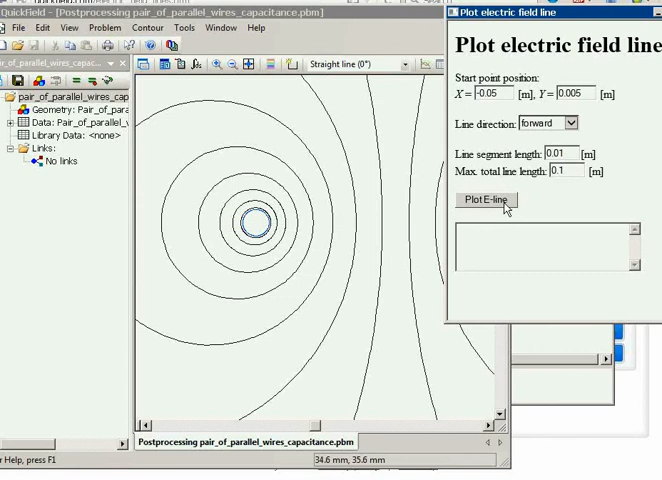 QuickField - [Postprocessing pair_of_parallel_wires_capacitance.pbm]
File Edit View Problem Contour Tools Window Help
Straight line (0°)
pair_of_parallel_wires_cap
Geometry: Pair_of_paral
Data: Pair_of_parallel_v
Library Data: <none>
Links:
No links
Postprocessing pair_of_parallel_wires_capacitance.pbm
r Help, press F1
34.6 mm, 35.6 mm
Plot electric field line
Plot electric field line
Start point position:
X = -0.05 [m], Y = 0.005 [m]
Line direction: forward
Line segment length: 0.01 [m]
Max. total line length: 0.1 [m]
Plot E-line